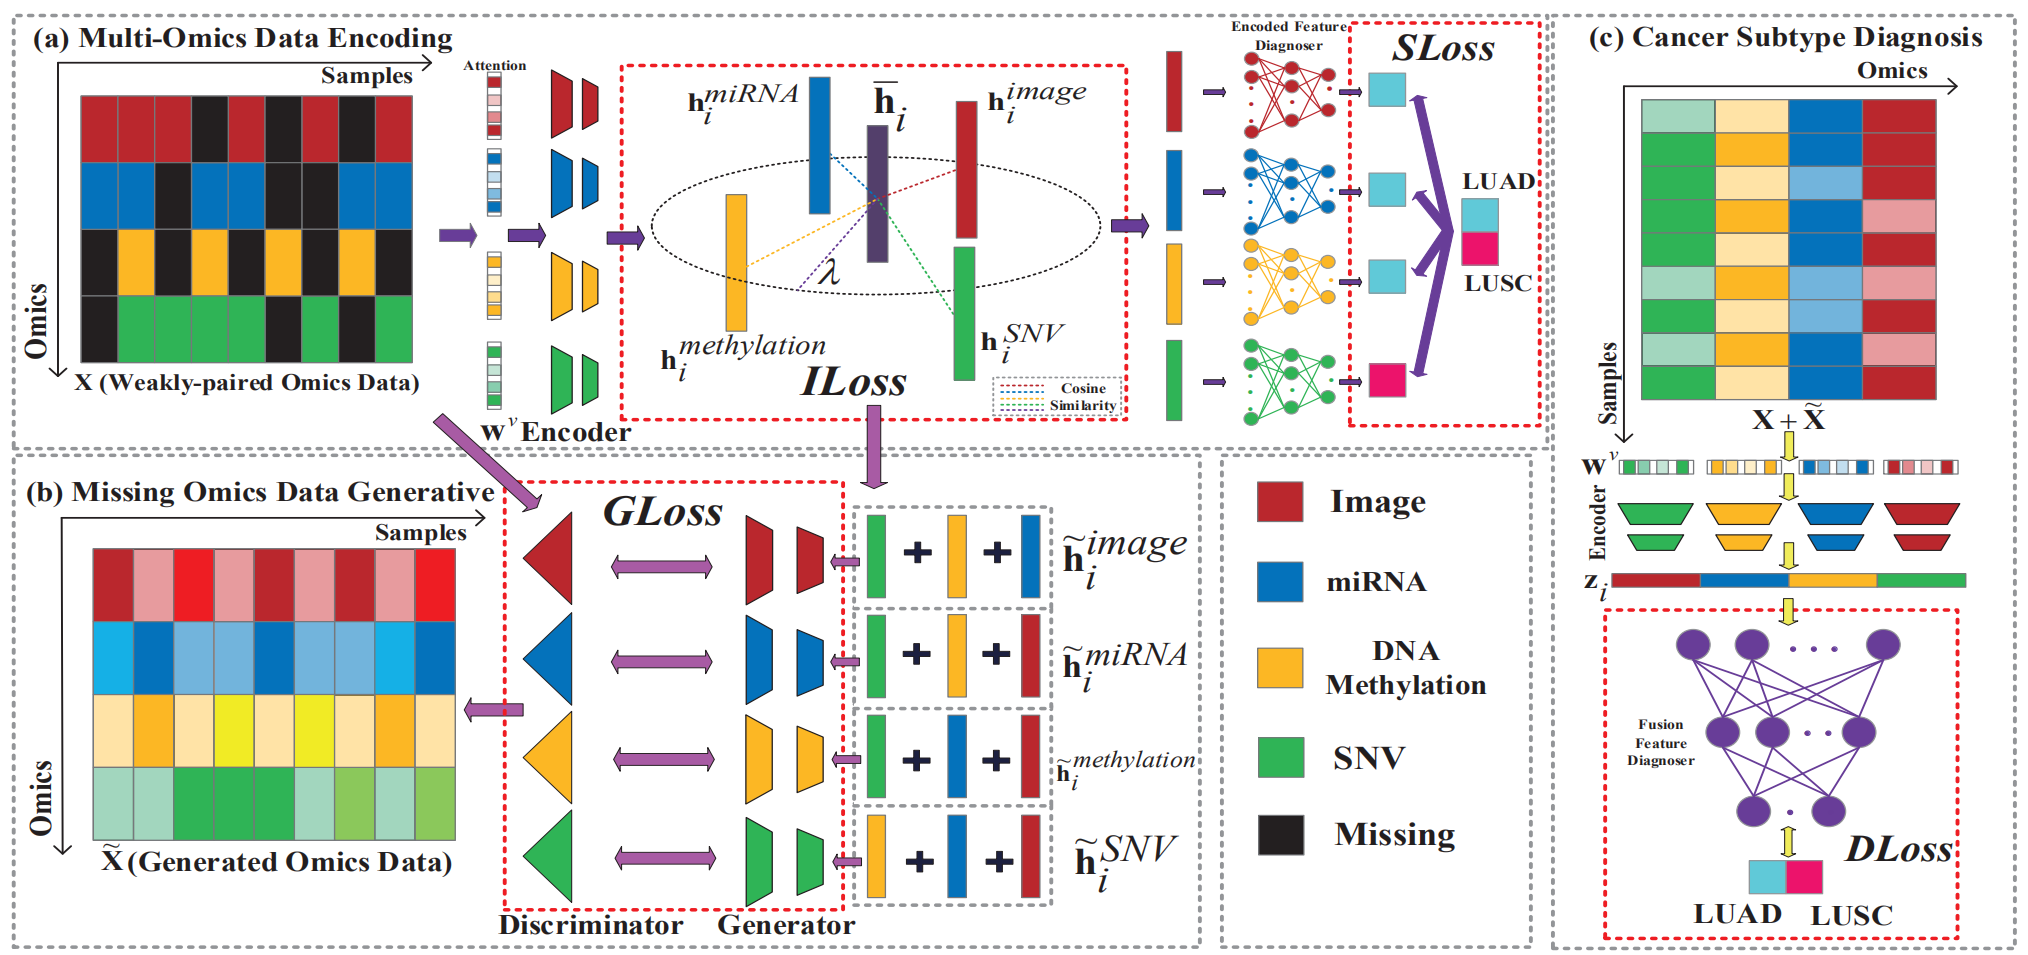 (a) Multi-Omics Data Encoding
Samples
Omics
X (Weakly-paired Omics Data)
Attention
w^v Encoder
h_i^{miRNA}
\overline{h}_i
h_i^{image}
λ
h_i^{methylation}
h_i^{SNV}
ILoss
Cosine
Similarity
Encoded Feature
Diagnoser
SLoss
LUAD
LUSC
(b) Missing Omics Data Generative
Samples
Omics
\tilde{X} (Generated Omics Data)
GLoss
Discriminator
Generator
\tilde{h}_i^{image}
\tilde{h}_i^{miRNA}
\tilde{h}_i^{methylation}
\tilde{h}_i^{SNV}
Image
miRNA
DNA
Methylation
SNV
Missing
(c) Cancer Subtype Diagnosis
Omics
Samples
X + \tilde{X}
w^v
Encoder
z_i
Fusion
Feature
Diagnoser
DLoss
LUAD LUSC